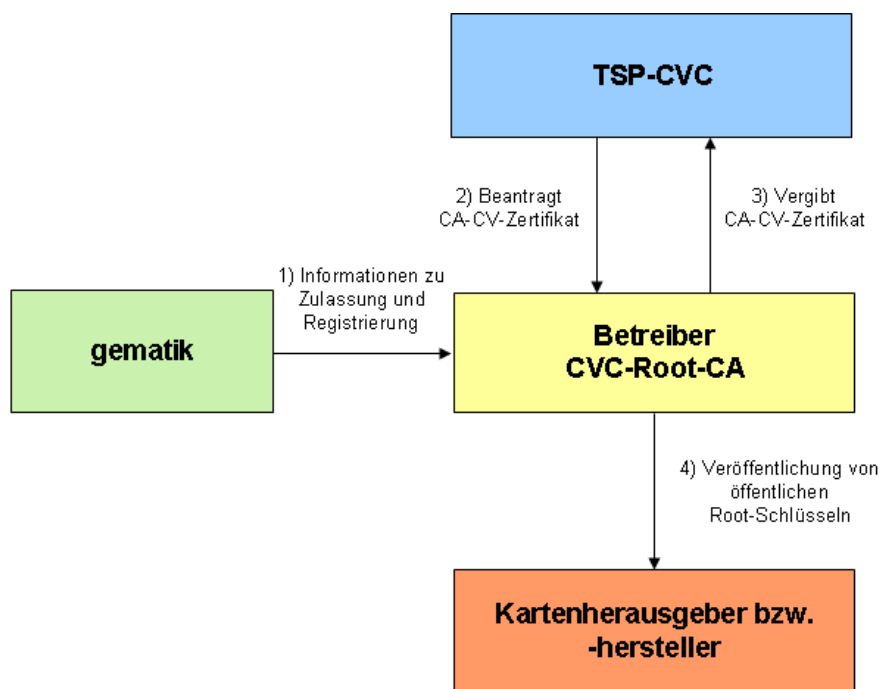 TSP-CVC
2) Beantragt
CA-CV-Zertifikat
3) Vergibt
CA-CV-Zertifikat
1) Informationen zu
Zulassung und
Registrierung
gematik
Betreiber
CVC-Root-CA
4) Veröffentlichung von
öffentlichen
Root-Schlüsseln
Kartenherausgeber bzw.
-hersteller